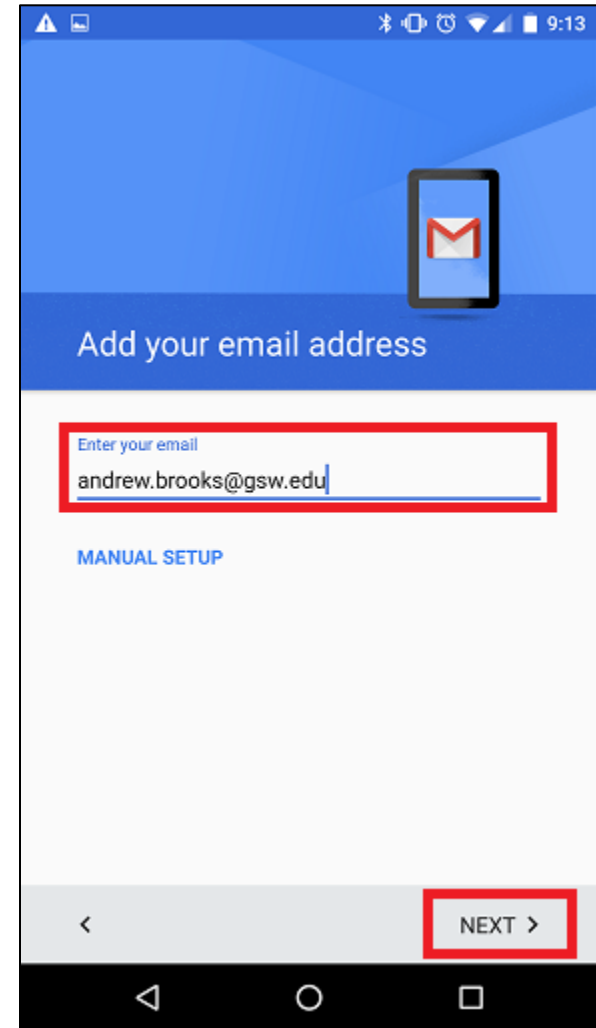 9:13
Add your email address
Enter your email
andrew.brooks@gsw.edu
MANUAL SETUP
NEXT